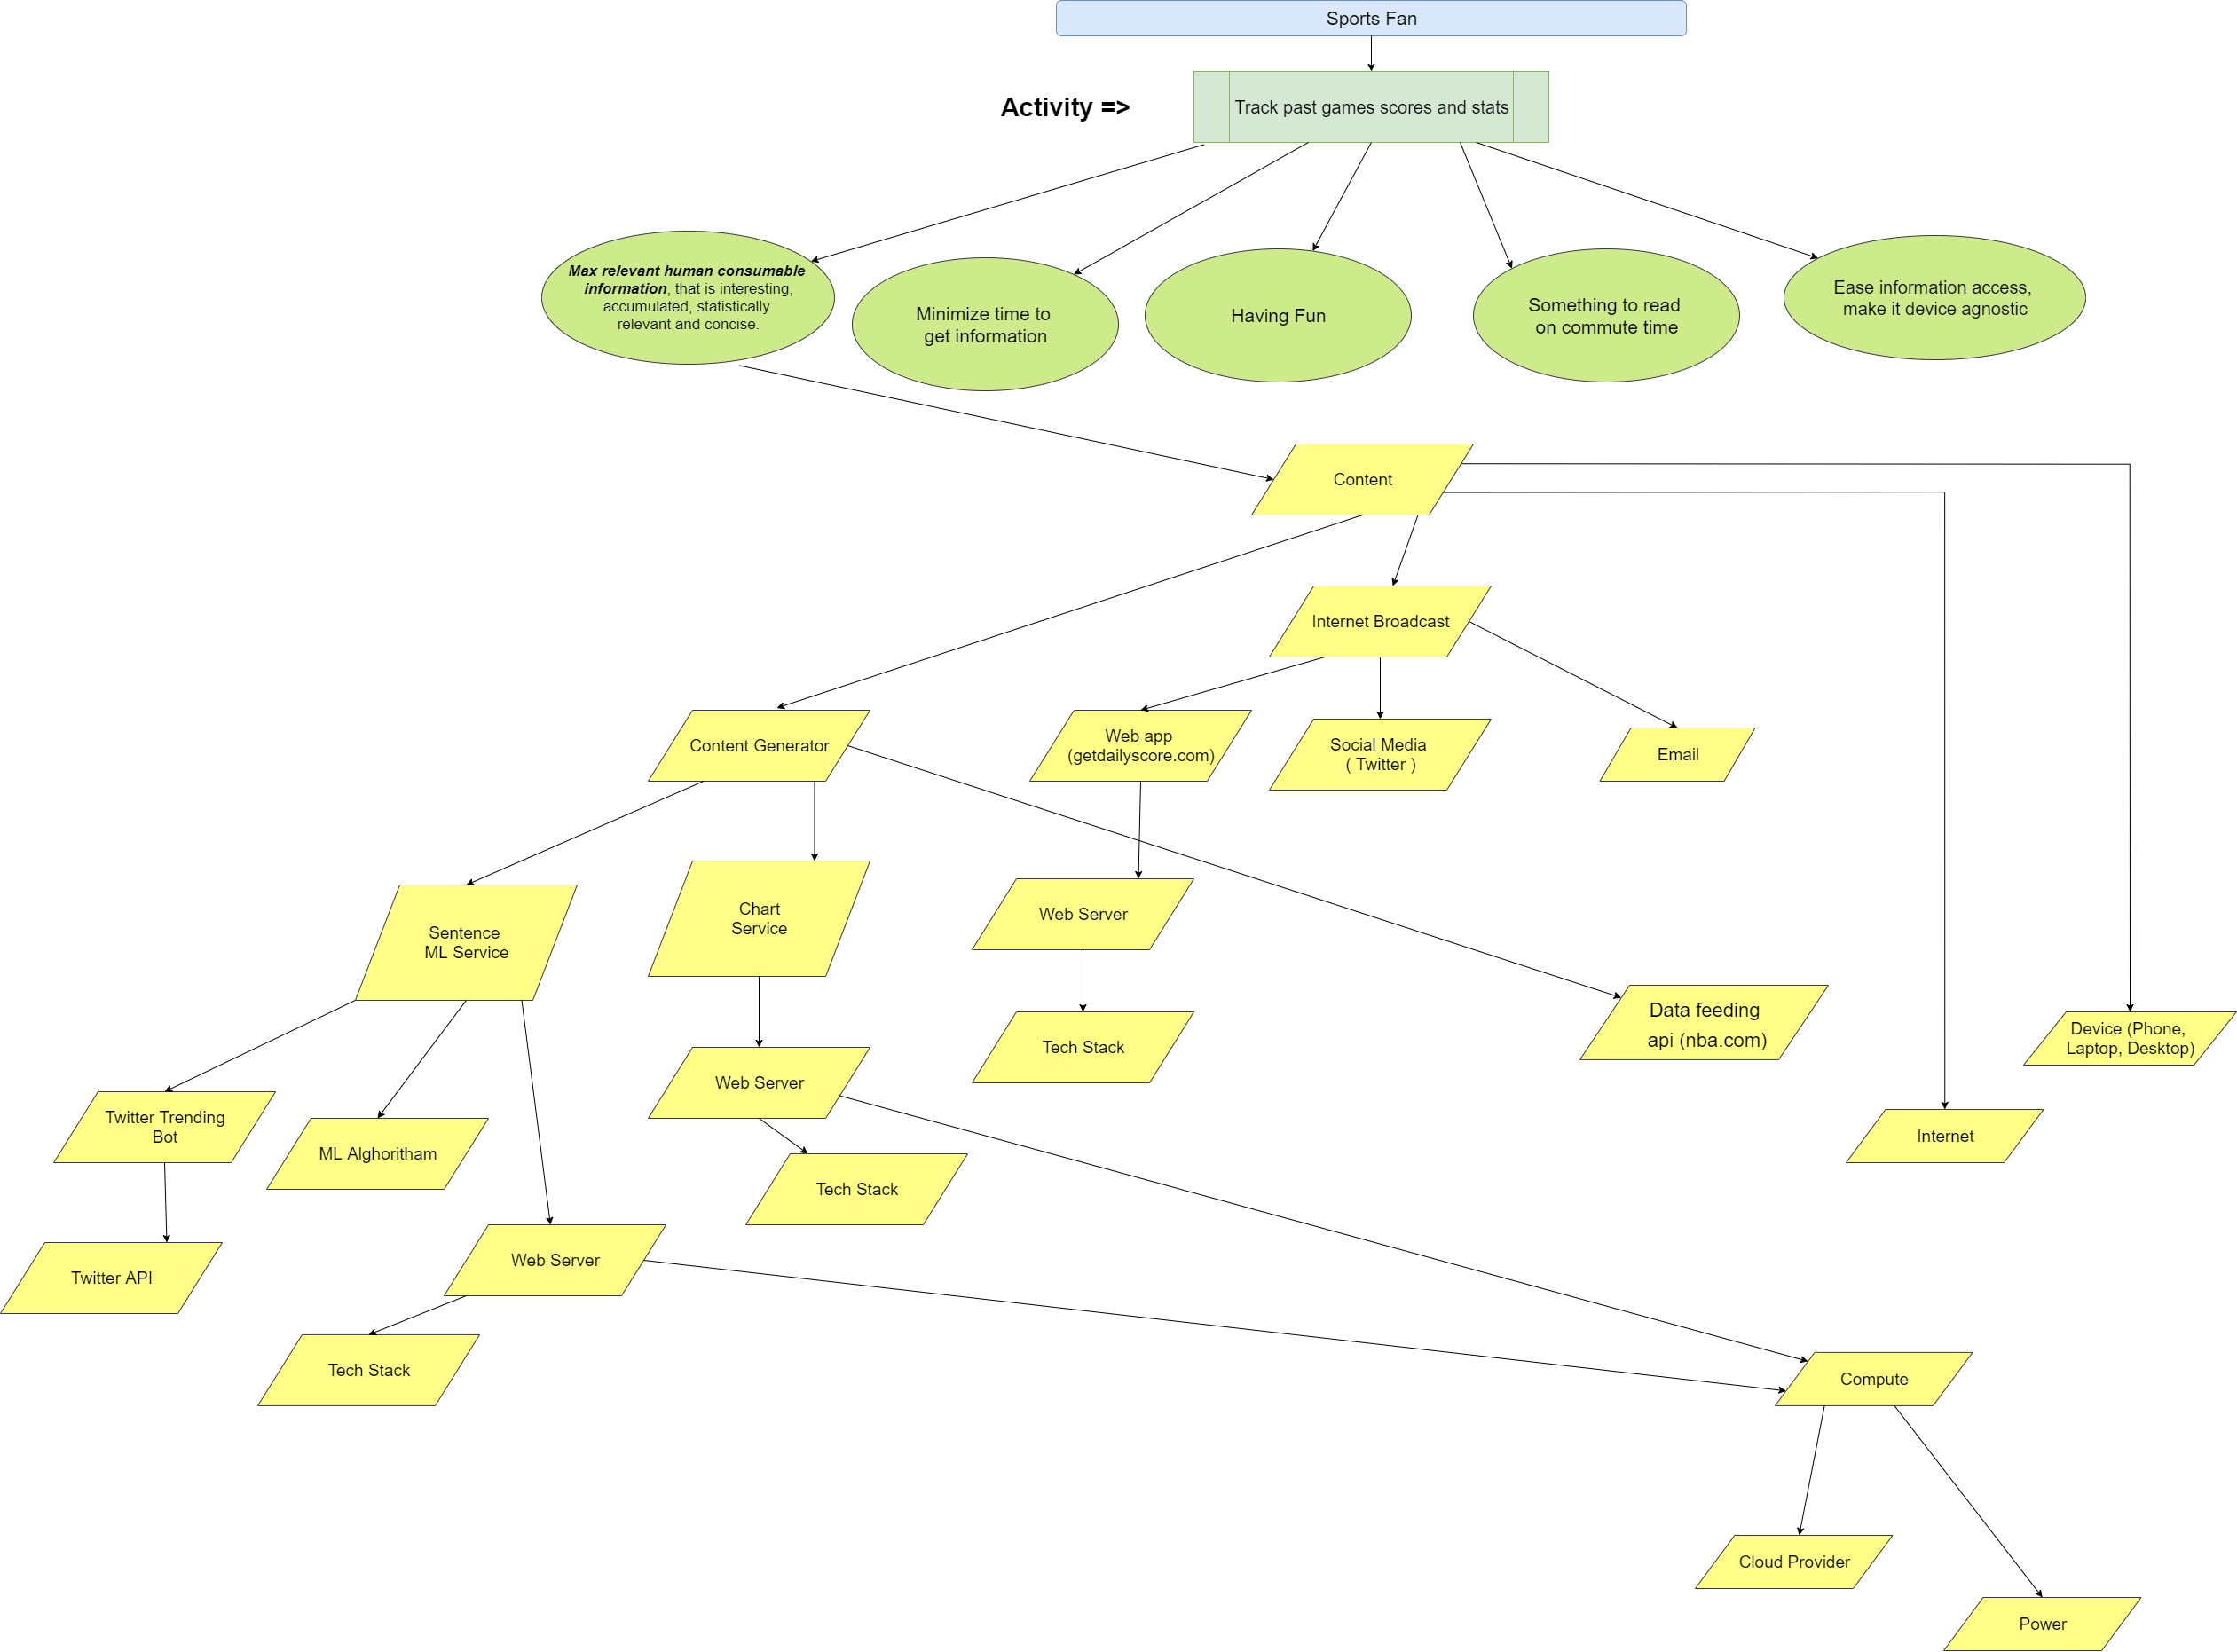 Sports Fan
Activity =>
Track past games scores and stats
Max relevant human consumable
information, that is interesting,
accumulated, statistically
relevant and concise.
Minimize time to
get information
Having Fun
Something to read
on commute time
Ease information access,
make it device agnostic
Content
Internet Broadcast
Content Generator
Web app
(getdailyscore.com)
Social Media
( Twitter )
Email
Chart
Service
Web Server
Sentence
ML Service
Data feeding
api (nba.com)
Device (Phone,
Laptop, Desktop)
Tech Stack
Web Server
Twitter Trending
Bot
ML Alghoritham
Internet
Tech Stack
Web Server
Twitter API
Tech Stack
Compute
Cloud Provider
Power